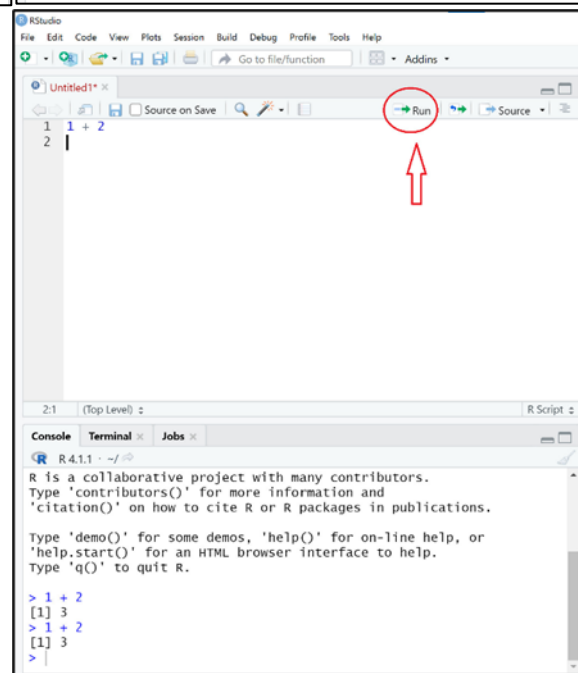 RStudio
File Edit Code View Plots Session Build Debug Profile Tools Help
Go to file/function Addins
Untitled1*
Source on Save Run Source
1 1 + 2
2
2:1 (Top Level) R Script
Console Terminal Jobs
R 4.1.1 · ~/
R is a collaborative project with many contributors.
Type 'contributors()' for more information and
'citation()' on how to cite R or R packages in publications.
Type 'demo()' for some demos, 'help()' for on-line help, or
'help.start()' for an HTML browser interface to help.
Type 'q()' to quit R.
> 1 + 2
[1] 3
> 1 + 2
[1] 3
>